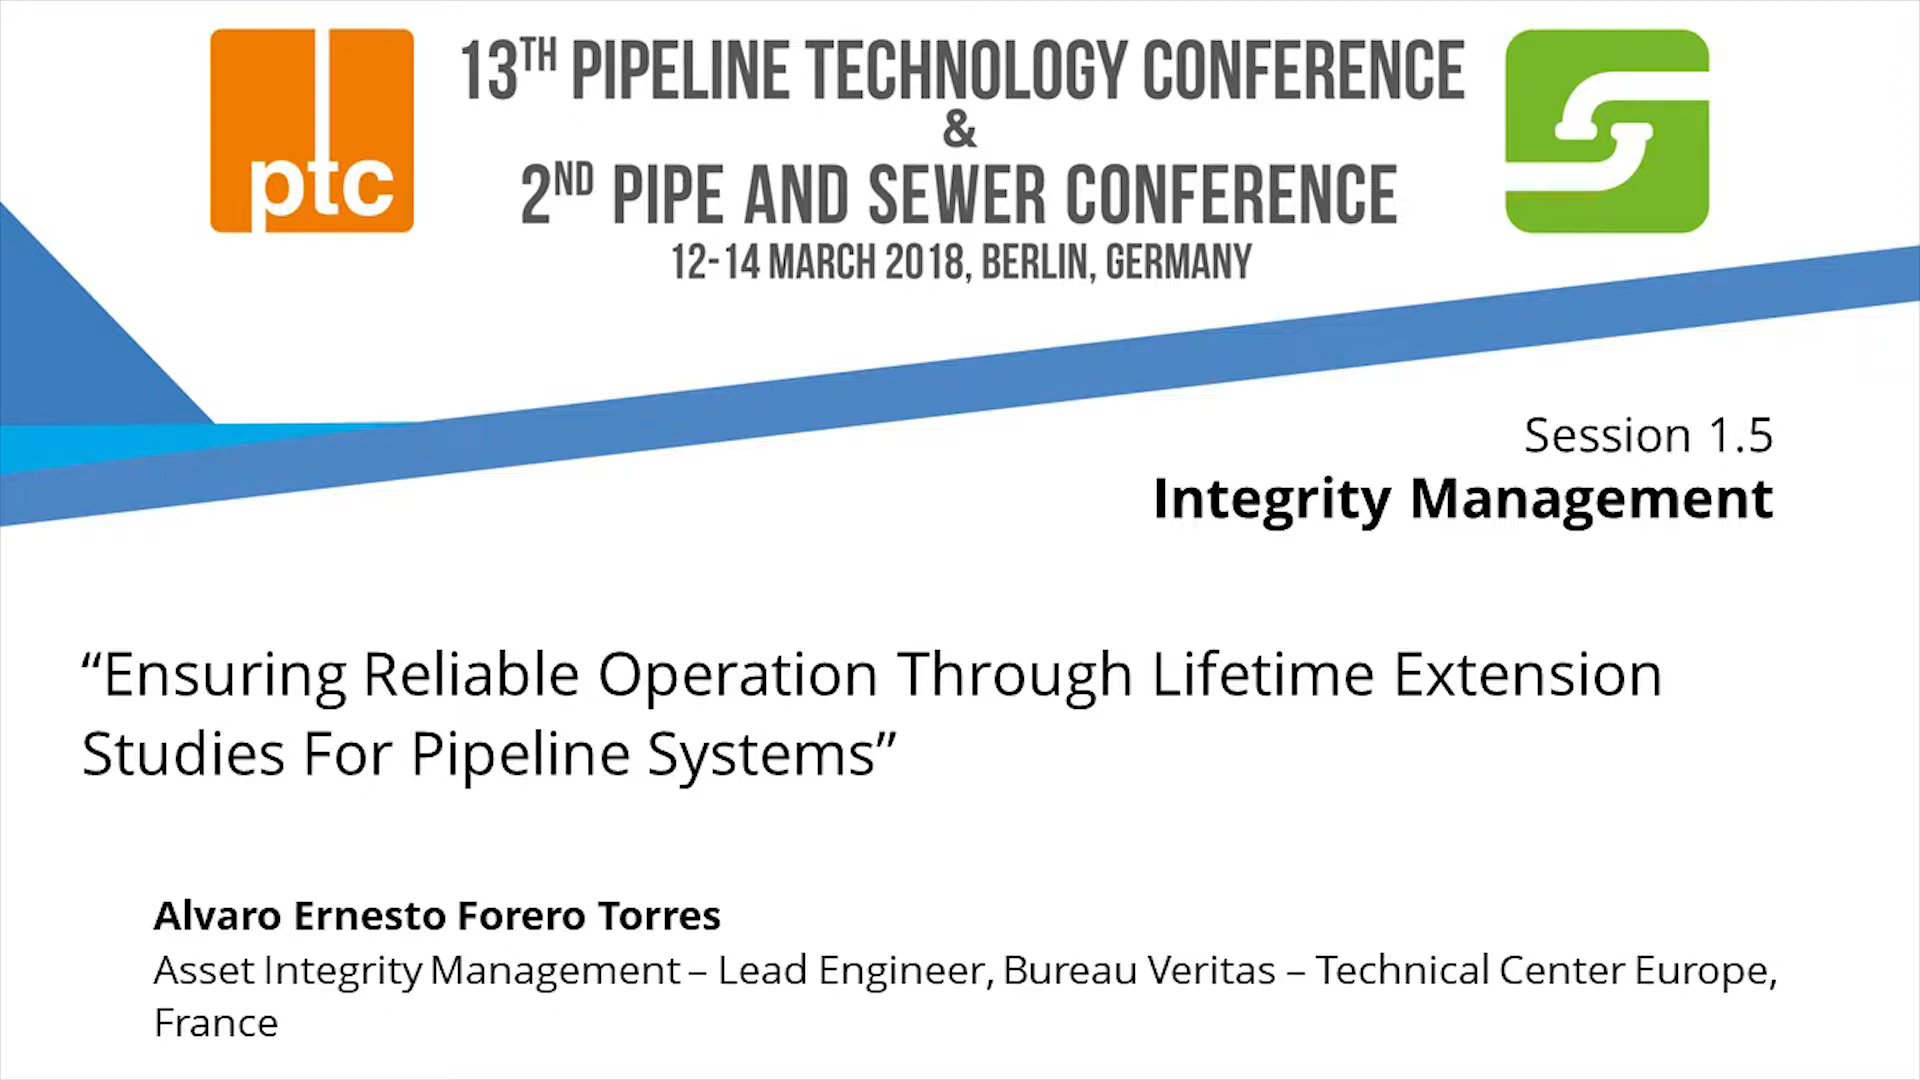 ptc
13TH PIPELINE TECHNOLOGY CONFERENCE
&
2ND PIPE AND SEWER CONFERENCE
12-14 MARCH 2018, BERLIN, GERMANY
Session 1.5
Integrity Management
“Ensuring Reliable Operation Through Lifetime Extension
Studies For Pipeline Systems”
Alvaro Ernesto Forero Torres
Asset Integrity Management – Lead Engineer, Bureau Veritas – Technical Center Europe,
France